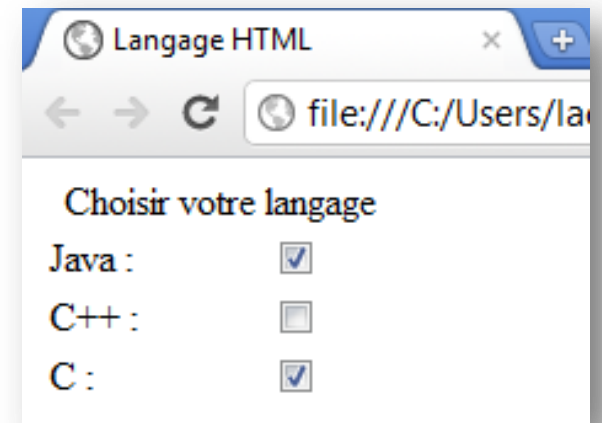 Langage HTML
file:///C:/Users/la
Choisir votre langage
Java :
C++ :
C :